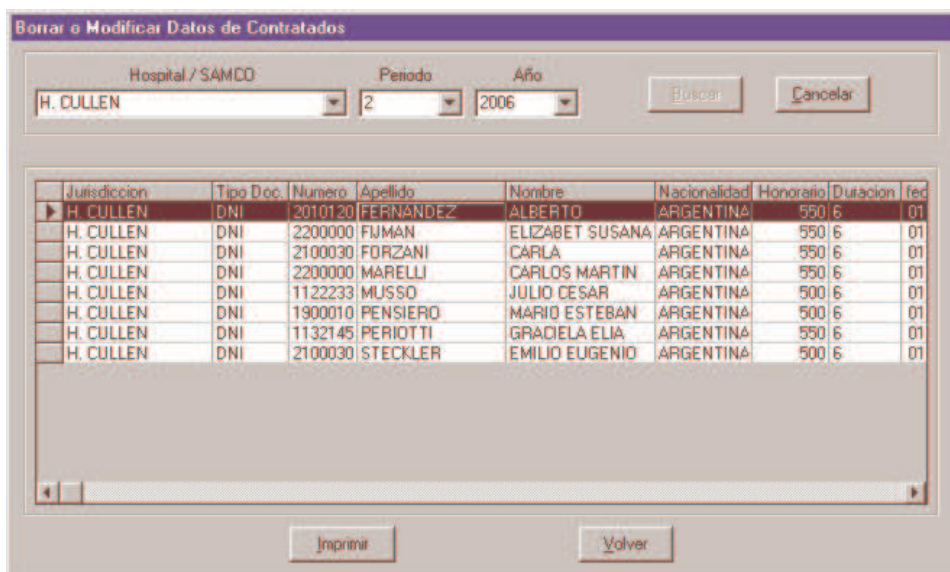 Borrar o Modificar Datos de Contratados
Hospital / SAMCO Periodo Año
H. CULLEN 2 2006 Buscar Cancelar
Jurisdiccion Tipo Doc. Numero Apellido Nombre Nacionalidad Honorario Duracion fec
H. CULLEN DNI 2010120 FERNANDEZ ALBERTO ARGENTINA 550 6 01
H. CULLEN DNI 2200000 FIJMAN ELIZABET SUSANA ARGENTINA 550 6 01
H. CULLEN DNI 2100030 FORZANI CARLA ARGENTINA 550 6 01
H. CULLEN DNI 2200000 MARELLI CARLOS MARTIN ARGENTINA 550 6 01
H. CULLEN DNI 1122233 MUSSO JULIO CESAR ARGENTINA 500 6 01
H. CULLEN DNI 1900010 PENSIERO MARIO ESTEBAN ARGENTINA 500 6 01
H. CULLEN DNI 1132145 PERIOTTI GRACIELA ELIA ARGENTINA 550 6 01
H. CULLEN DNI 2100030 STECKLER EMILIO EUGENIO ARGENTINA 500 6 01
Imprimir Volver